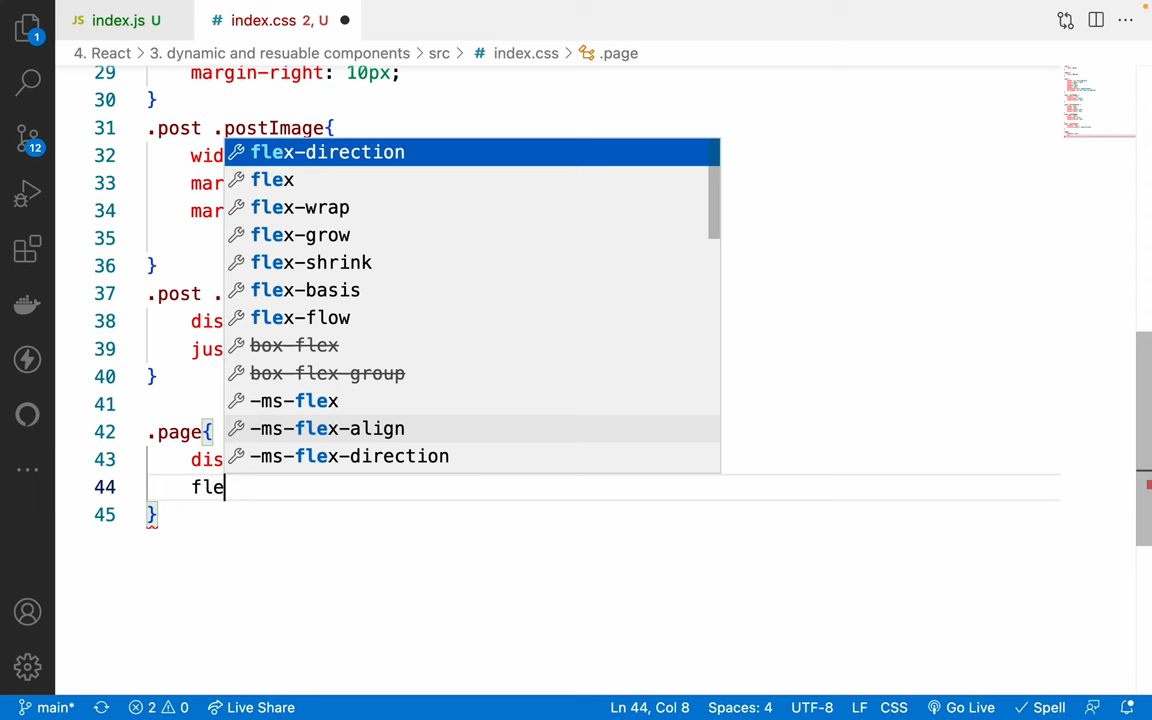 JS index.js U # index.css 2, U
4. React > 3. dynamic and resuable components > src > # index.css > .page
29 margin-right: 10px;
30 }
31 .post .postImage{
32 wid
33 mar
34 mar
35
36 }
37 .post .
38 dis
39 jus
40 }
41
42 .page{
43 dis
44 fle
45 }
flex-direction
flex
flex-wrap
flex-grow
flex-shrink
flex-basis
flex-flow
box-flex
box-flex-group
-ms-flex
-ms-flex-align
-ms-flex-direction
1
12
main* 2 0 Live Share Ln 44, Col 8 Spaces: 4 UTF-8 LF CSS Go Live Spell